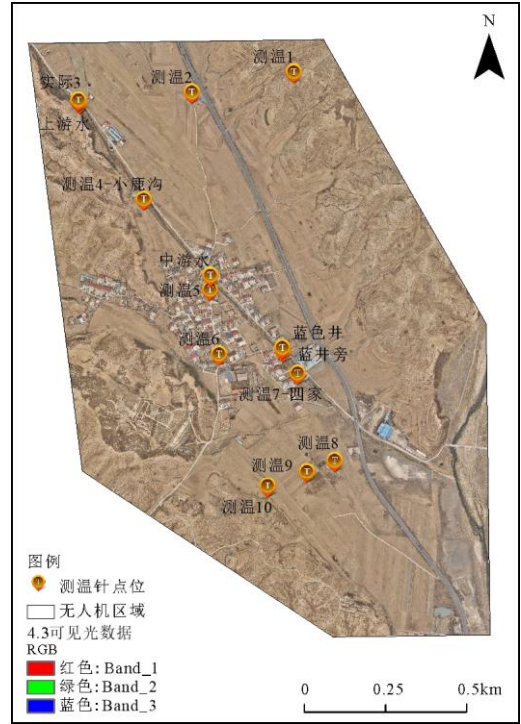 N
测温1
测温2
实际3
上游水
测温4-小鹿沟
中游水
测温5
蓝色井
测温6
蓝井旁
测温7-四家
测温8
测温9
测温10
图例
测温针点位
无人机区域
4.3可见光数据
RGB
红色: Band_1
绿色: Band_2
蓝色: Band_3
0 0.25 0.5km